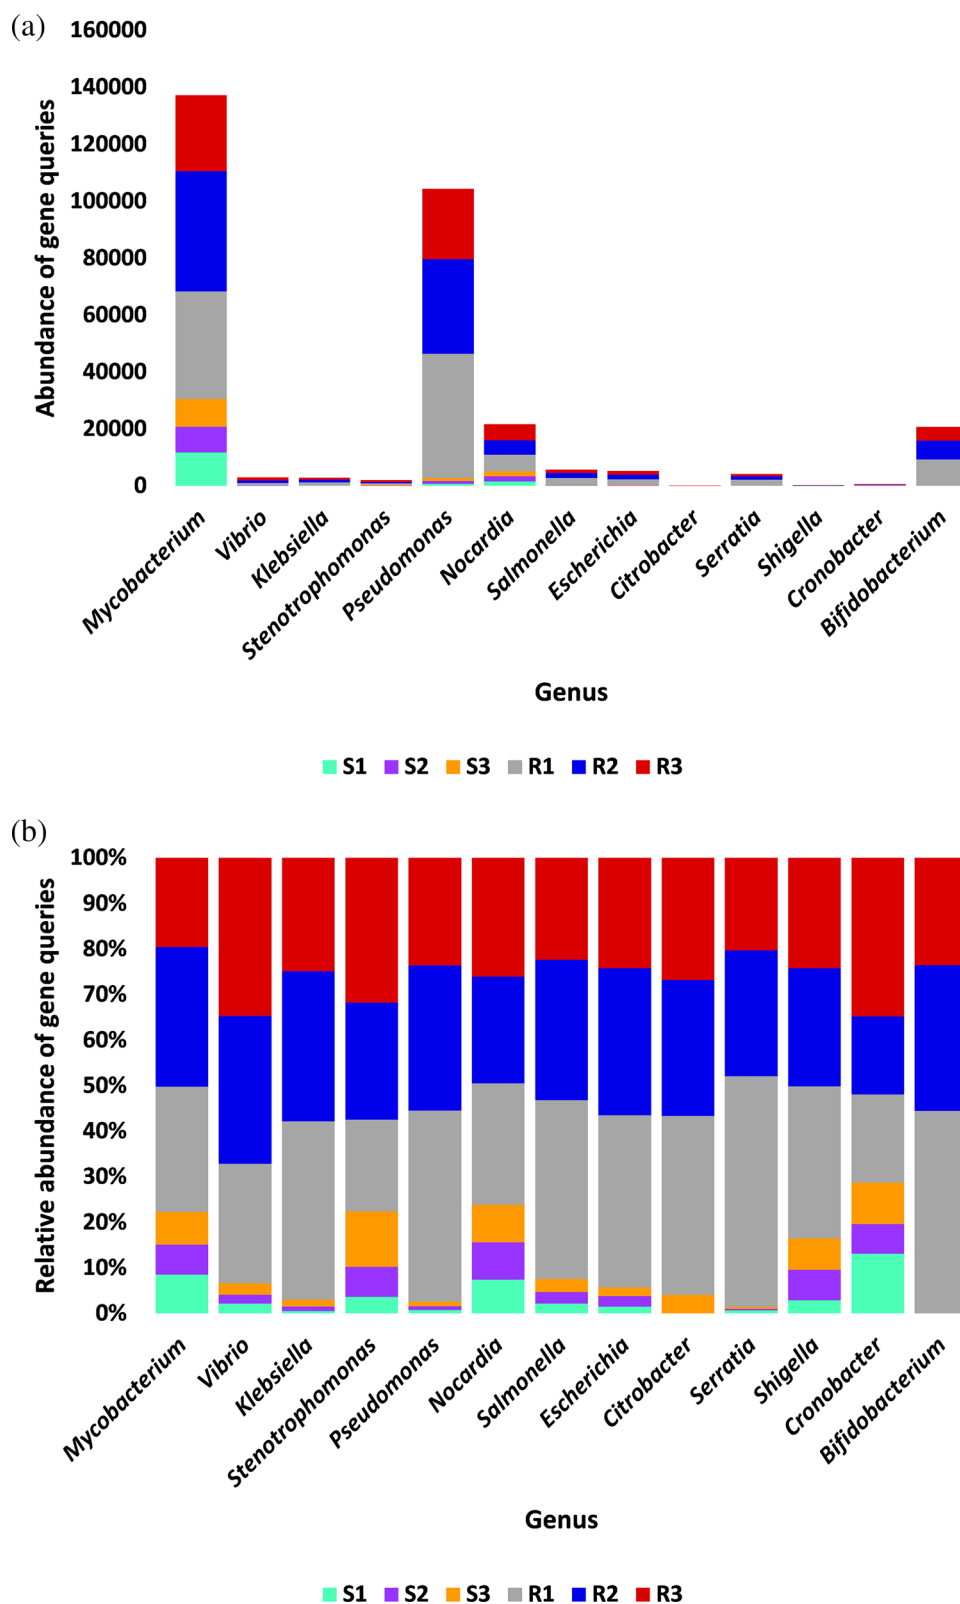 (a)
Abundance of gene queries
160000
140000
120000
100000
80000
60000
40000
20000
0
Mycobacterium
Vibrio
Klebsiella
Stenotrophomonas
Pseudomonas
Nocardia
Salmonella
Escherichia
Citrobacter
Serratia
Shigella
Cronobacter
Bifidobacterium
Genus
S1 S2 S3 R1 R2 R3
(b)
Relative abundance of gene queries
100%
90%
80%
70%
60%
50%
40%
30%
20%
10%
0%
Mycobacterium
Vibrio
Klebsiella
Stenotrophomonas
Pseudomonas
Nocardia
Salmonella
Escherichia
Citrobacter
Serratia
Shigella
Cronobacter
Bifidobacterium
Genus
S1 S2 S3 R1 R2 R3